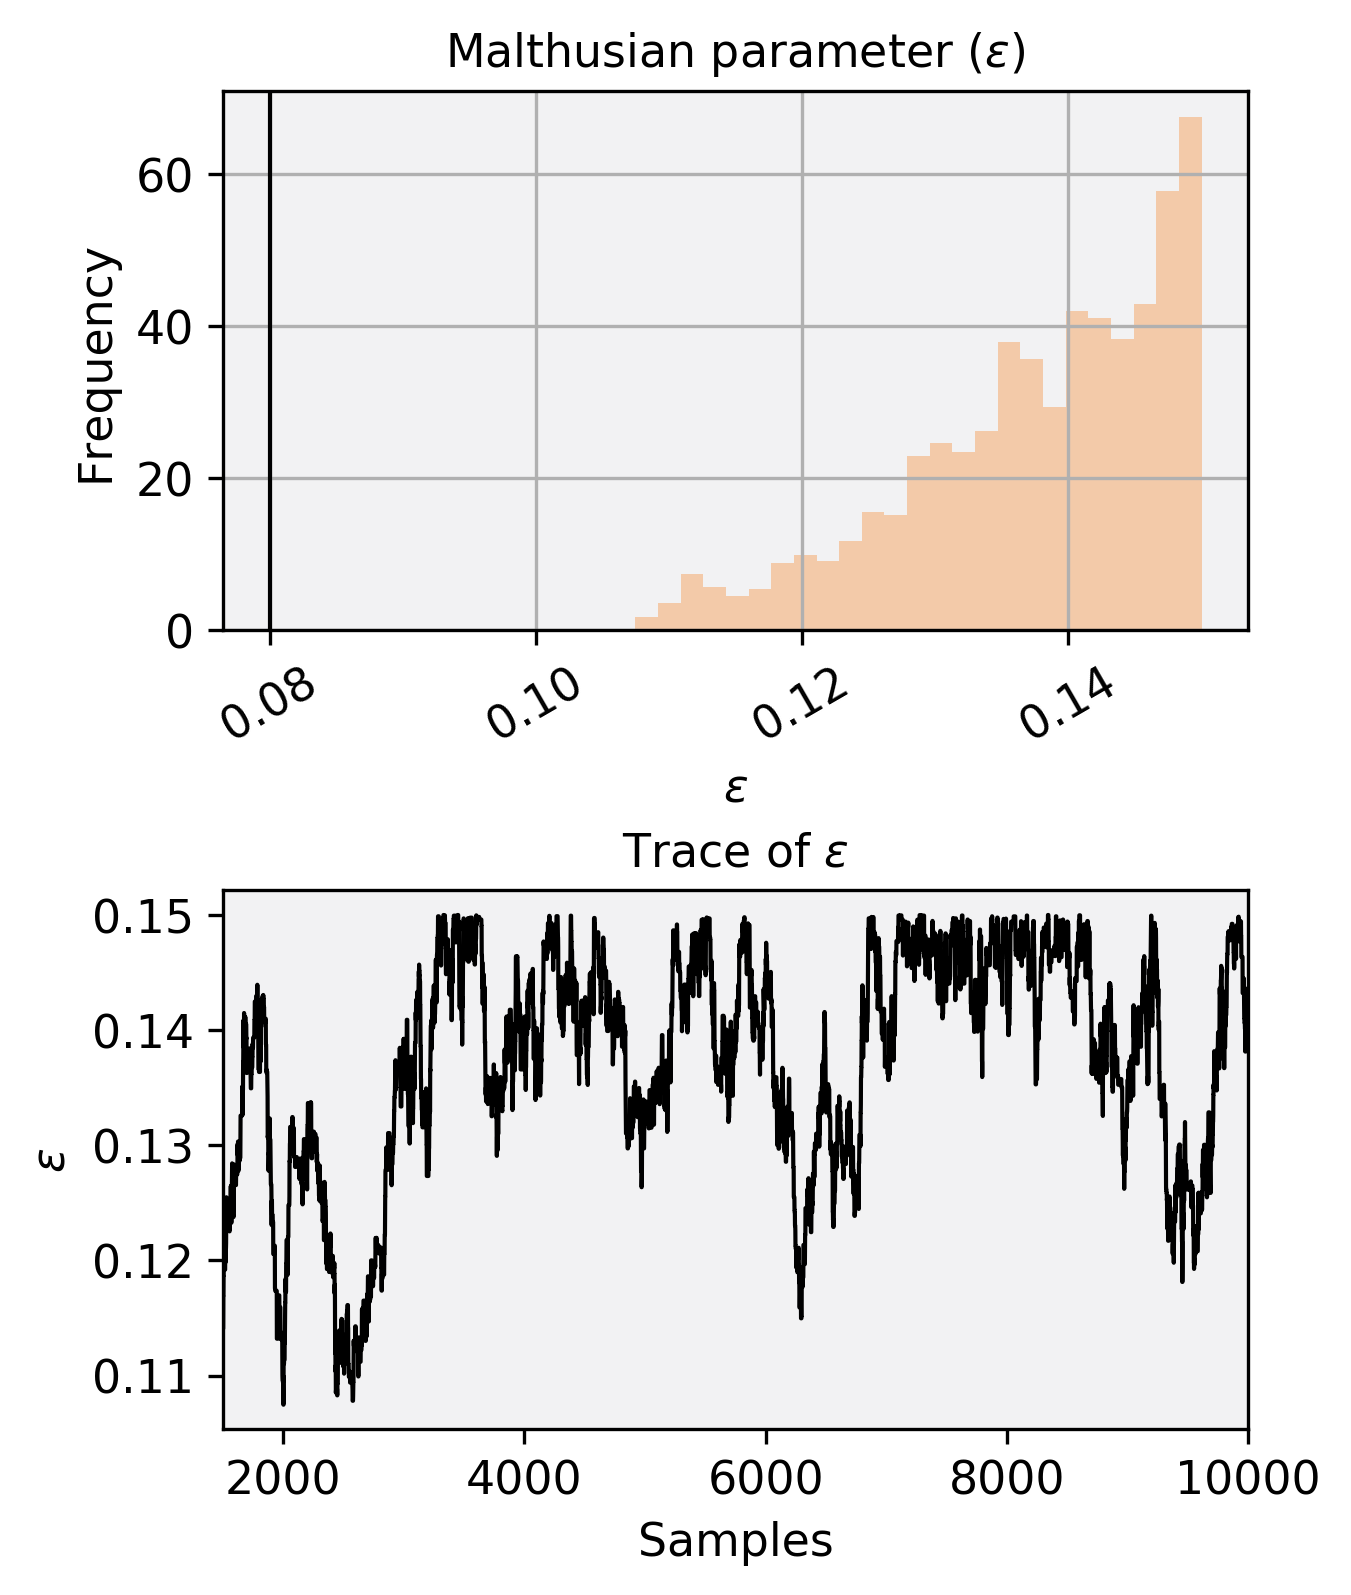 Malthusian parameter (ε)
Frequency
60
40
20
0
0.08 0.10 0.12 0.14
ε
Trace of ε
ε
0.15
0.14
0.13
0.12
0.11
2000 4000 6000 8000 10000
Samples